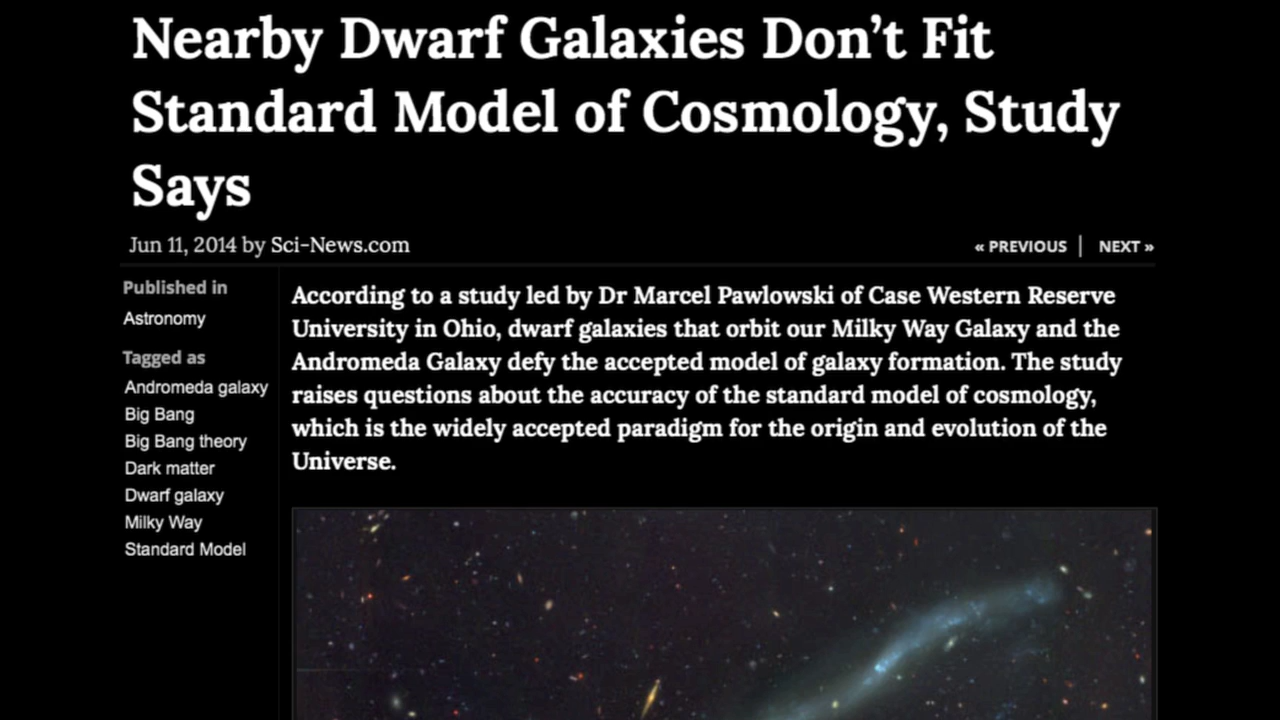 Nearby Dwarf Galaxies Don’t Fit
Standard Model of Cosmology, Study
Says
Jun 11, 2014 by Sci-News.com
« PREVIOUS | NEXT »
Published in
Astronomy
Tagged as
Andromeda galaxy
Big Bang
Big Bang theory
Dark matter
Dwarf galaxy
Milky Way
Standard Model
According to a study led by Dr Marcel Pawlowski of Case Western Reserve
University in Ohio, dwarf galaxies that orbit our Milky Way Galaxy and the
Andromeda Galaxy defy the accepted model of galaxy formation. The study
raises questions about the accuracy of the standard model of cosmology,
which is the widely accepted paradigm for the origin and evolution of the
Universe.